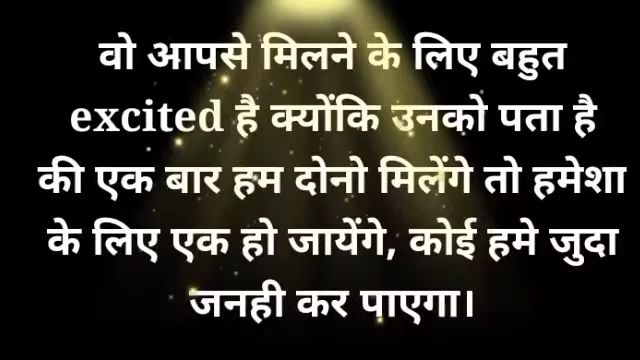 वो आपसे मिलने के लिए बहुत
excited है क्योंकि उनको पता है
की एक बार हम दोनो मिलेंगे तो हमेशा
के लिए एक हो जायेंगे, कोई हमे जुदा
जनही कर पाएगा।